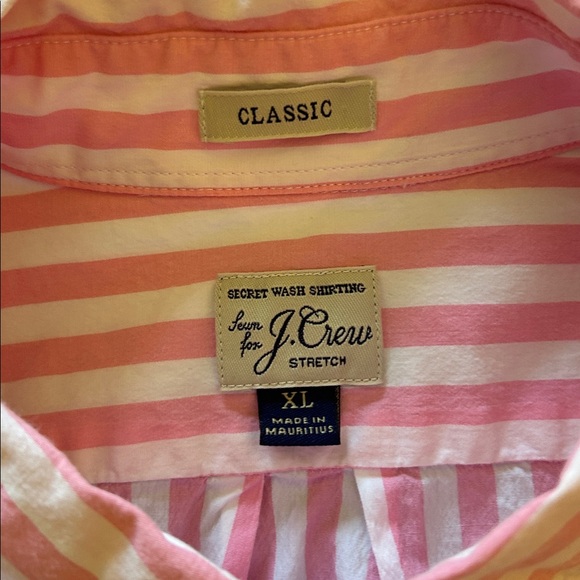 CLASSIC
SECRET WASH SHIRTING
Sewn for J.Crew
STRETCH
XL
MADE IN
MAURITIUS